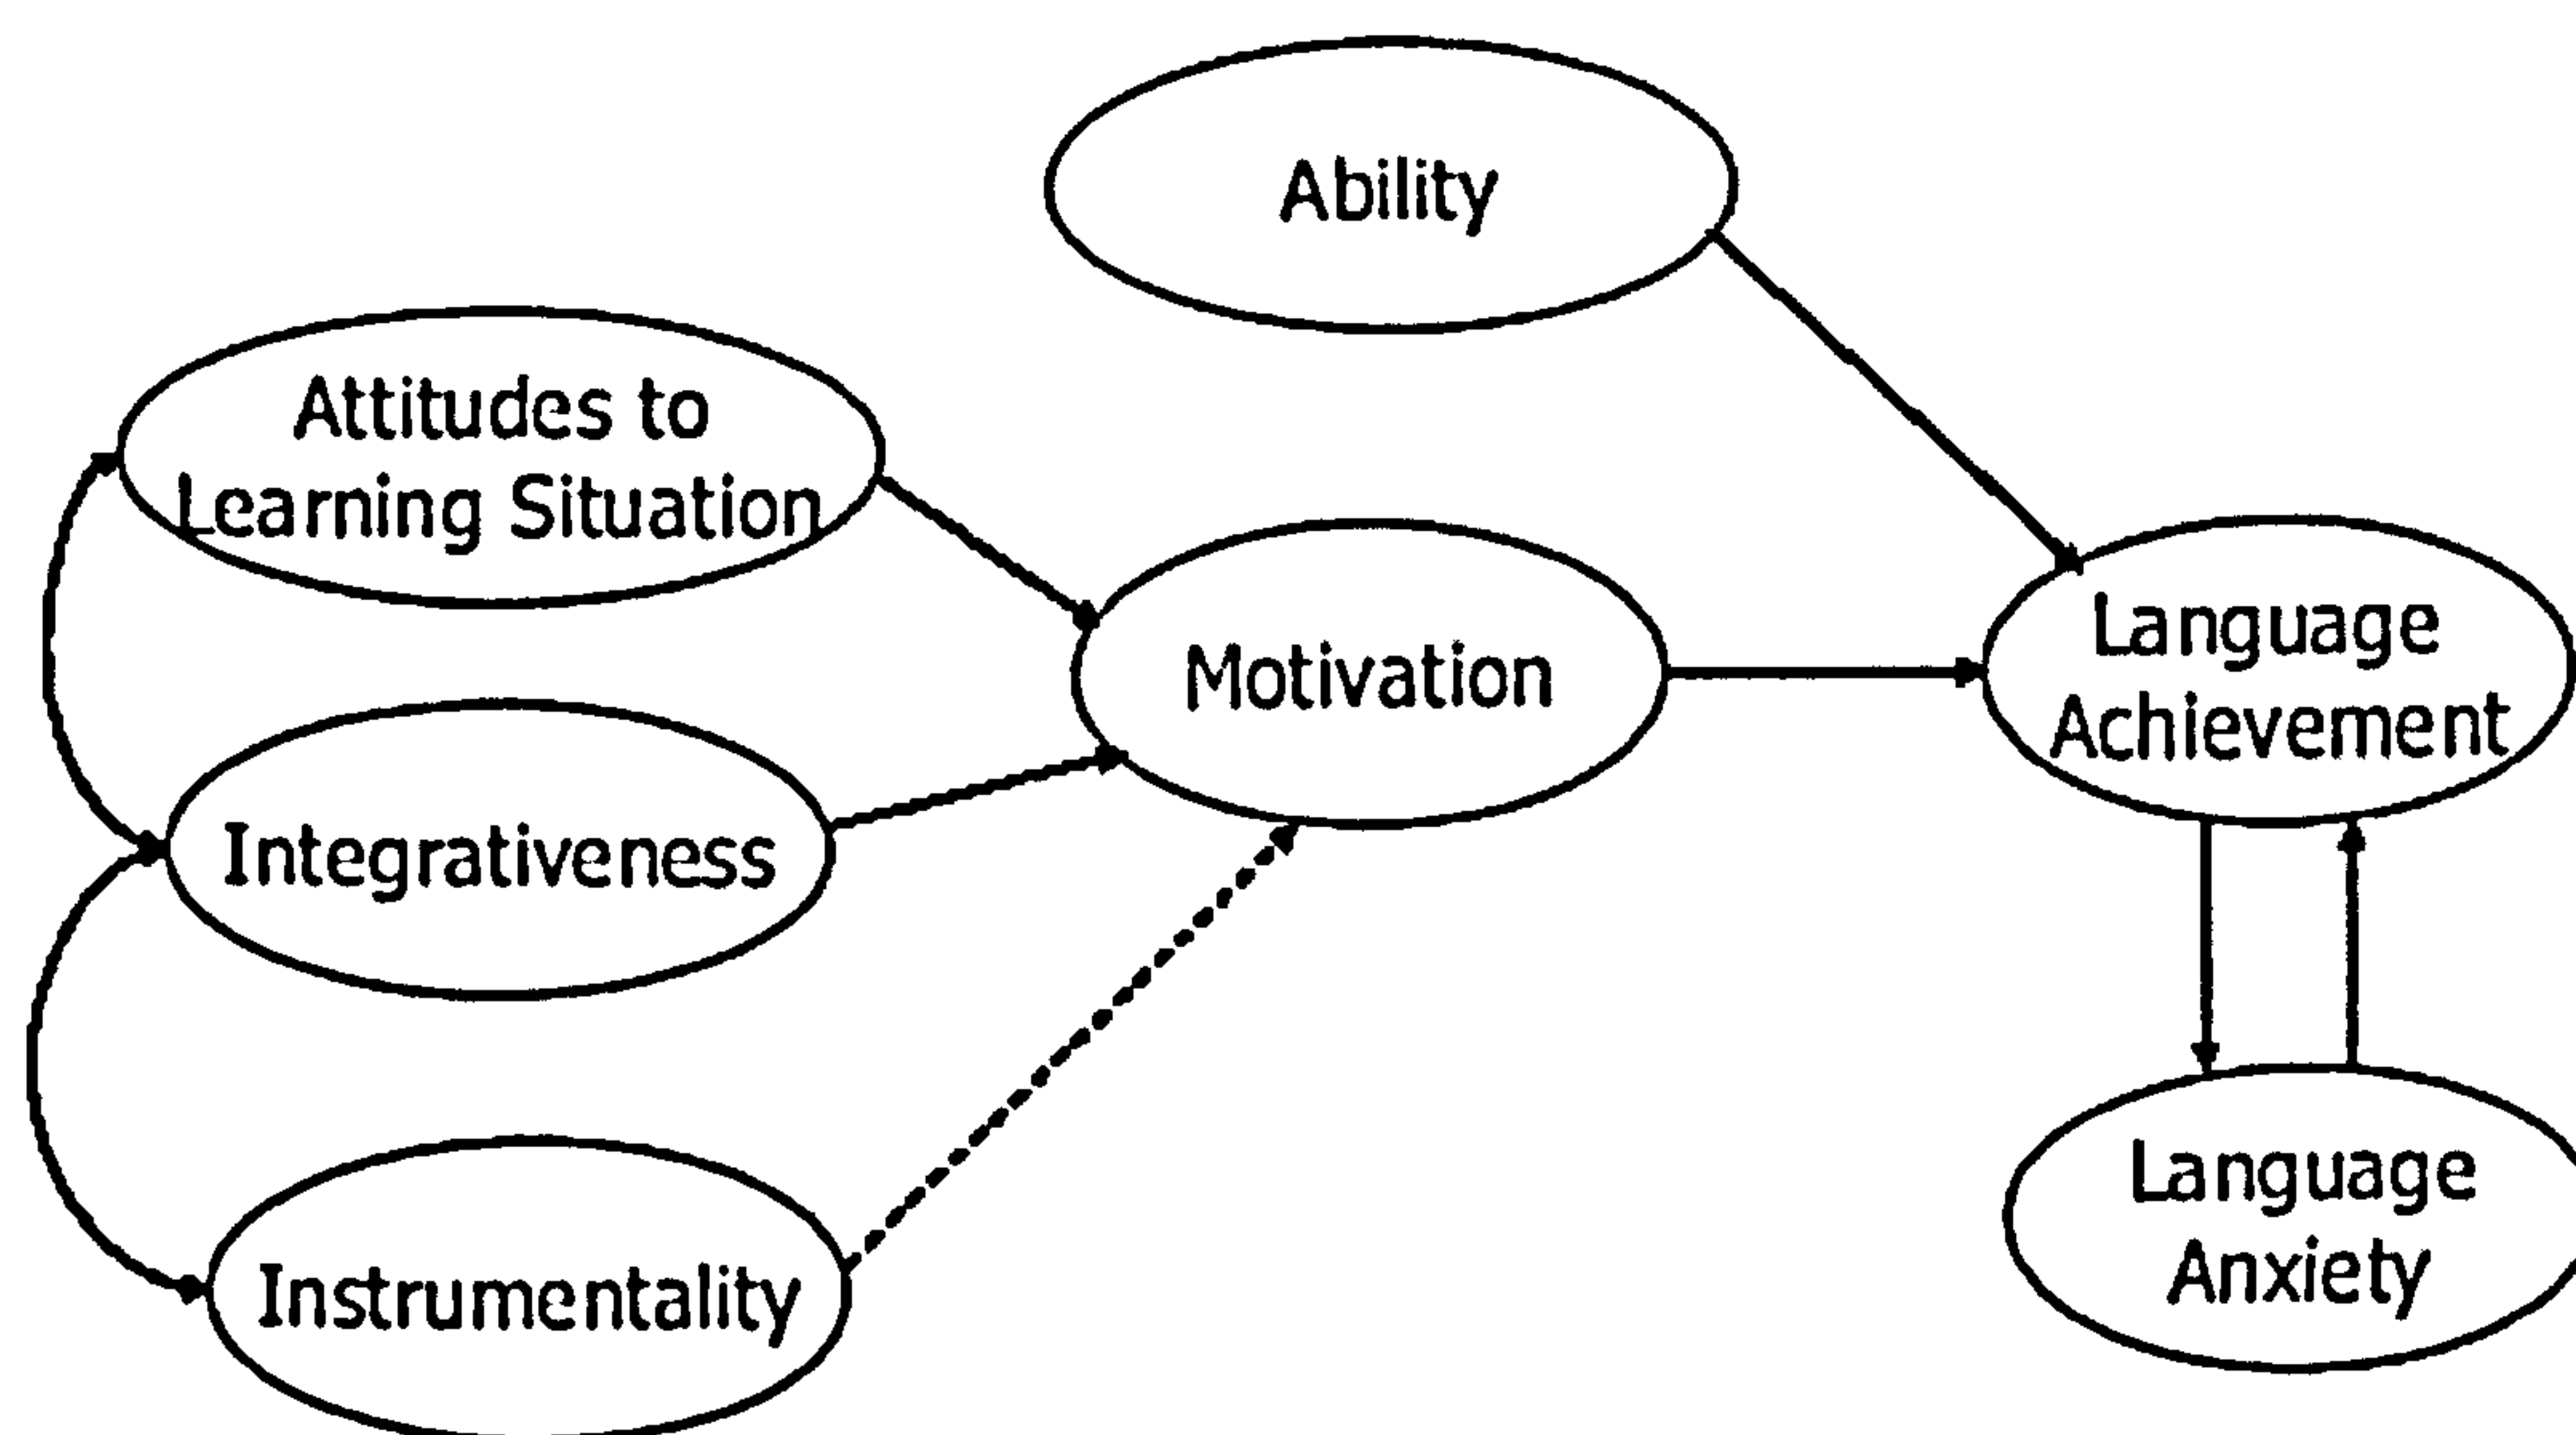 Ability
Attitudes to
Learning Situation
Motivation
Language
Achievement
Integrativeness
Language
Anxiety
Instrumentality